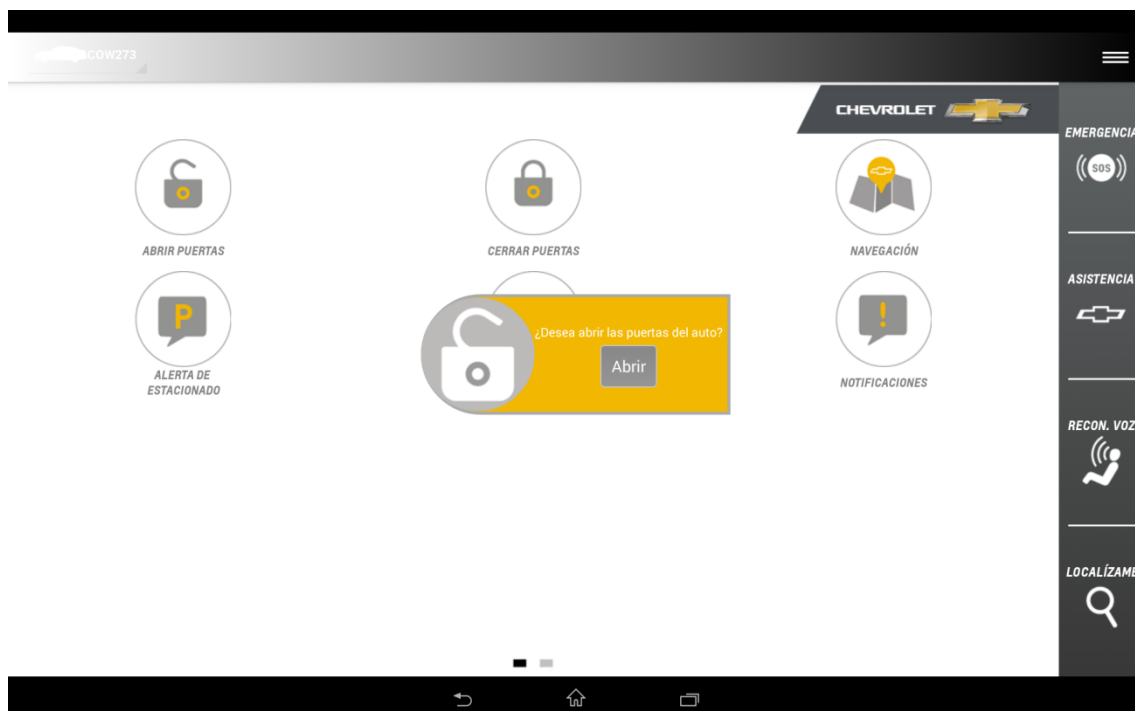 COW273
CHEVROLET
EMERGENCIA
SOS
ABRIR PUERTAS
CERRAR PUERTAS
NAVEGACIÓN
ASISTENCIA
P
!
¿Desea abrir las puertas del auto?
Abrir
ALERTA DE
ESTACIONADO
NOTIFICACIONES
RECON. VOZ
LOCALÍZAME